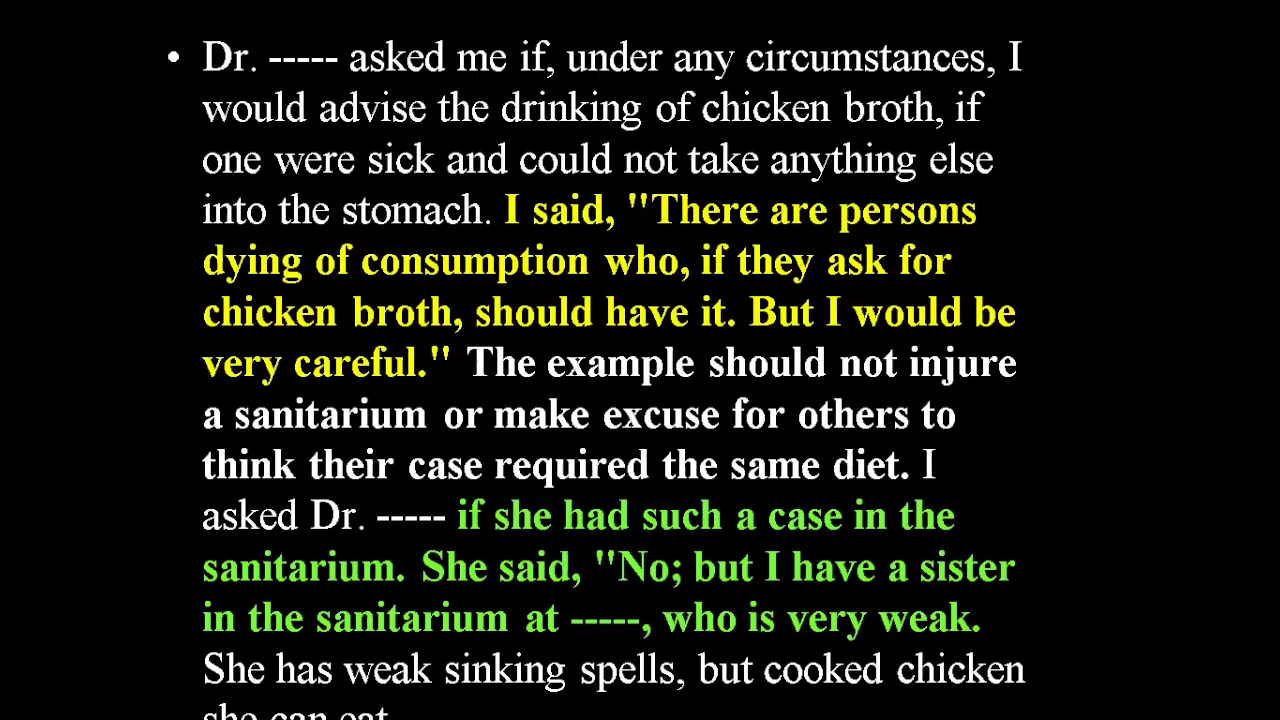 • Dr. ----- asked me if, under any circumstances, I
would advise the drinking of chicken broth, if
one were sick and could not take anything else
into the stomach. I said, "There are persons
dying of consumption who, if they ask for
chicken broth, should have it. But I would be
very careful." The example should not injure
a sanitarium or make excuse for others to
think their case required the same diet. I
asked Dr. ----- if she had such a case in the
sanitarium. She said, "No; but I have a sister
in the sanitarium at -----, who is very weak.
She has weak sinking spells, but cooked chicken
she can eat